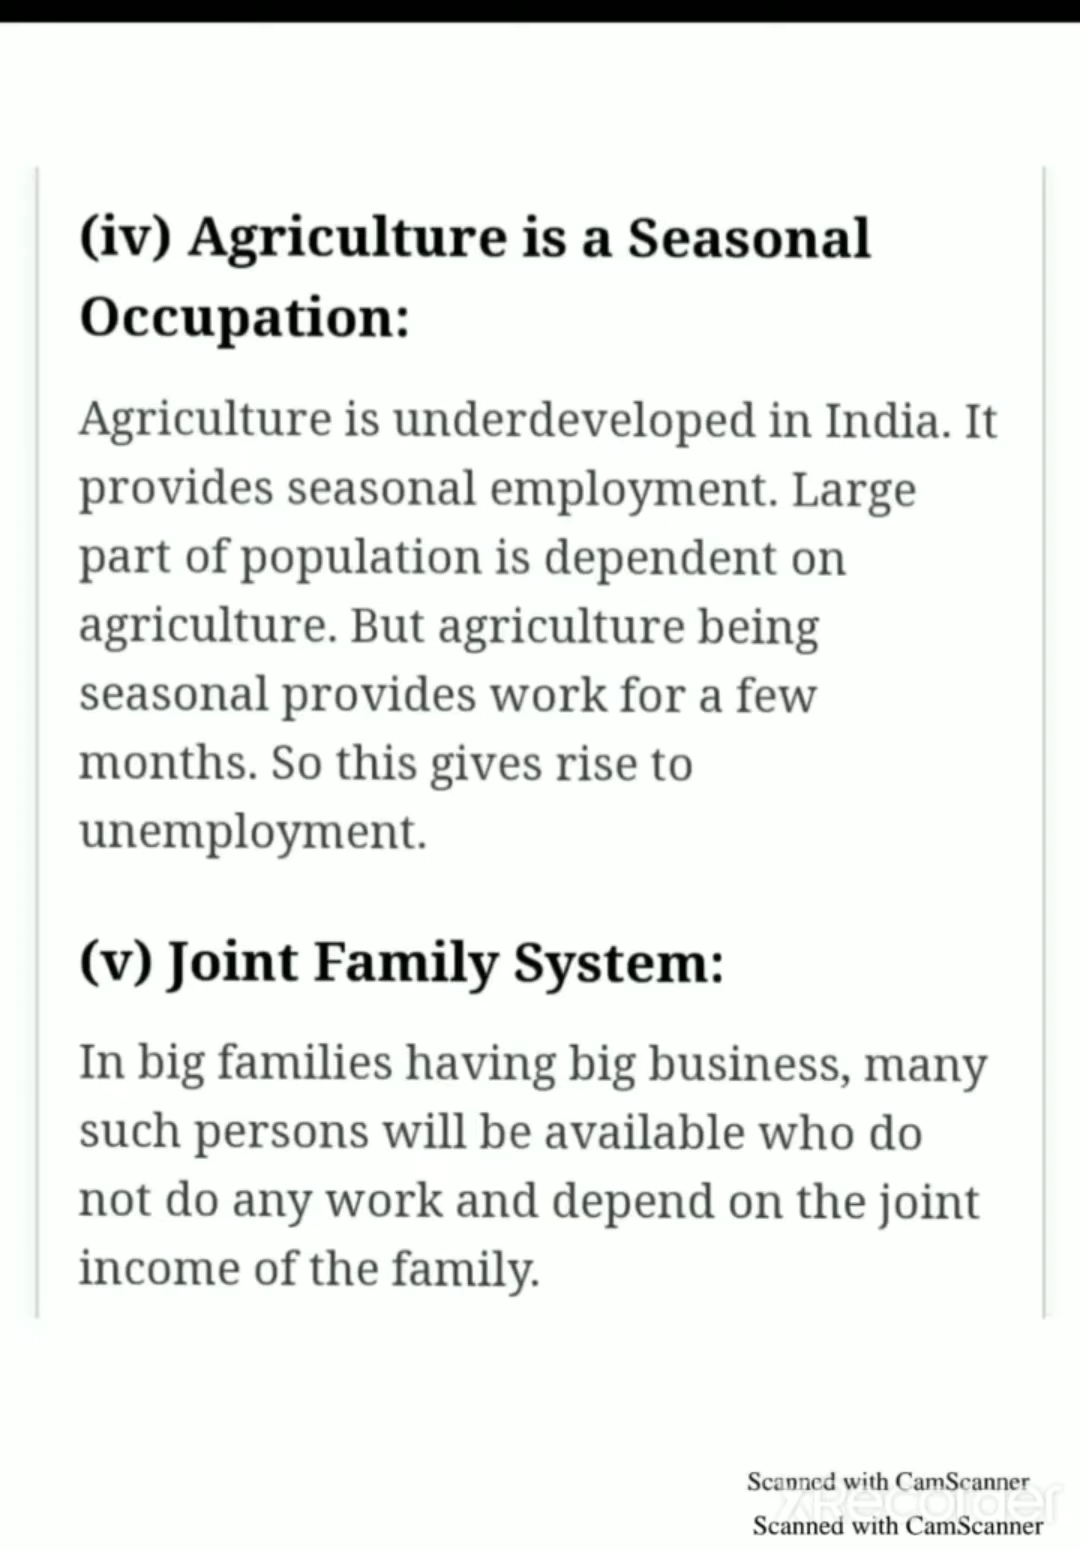 (iv) Agriculture is a Seasonal
Occupation:
Agriculture is underdeveloped in India. It
provides seasonal employment. Large
part of population is dependent on
agriculture. But agriculture being
seasonal provides work for a few
months. So this gives rise to
unemployment.
(v) Joint Family System:
In big families having big business, many
such persons will be available who do
not do any work and depend on the joint
income of the family.
Scanned with CamScanner
XRecorder
Scanned with CamScanner